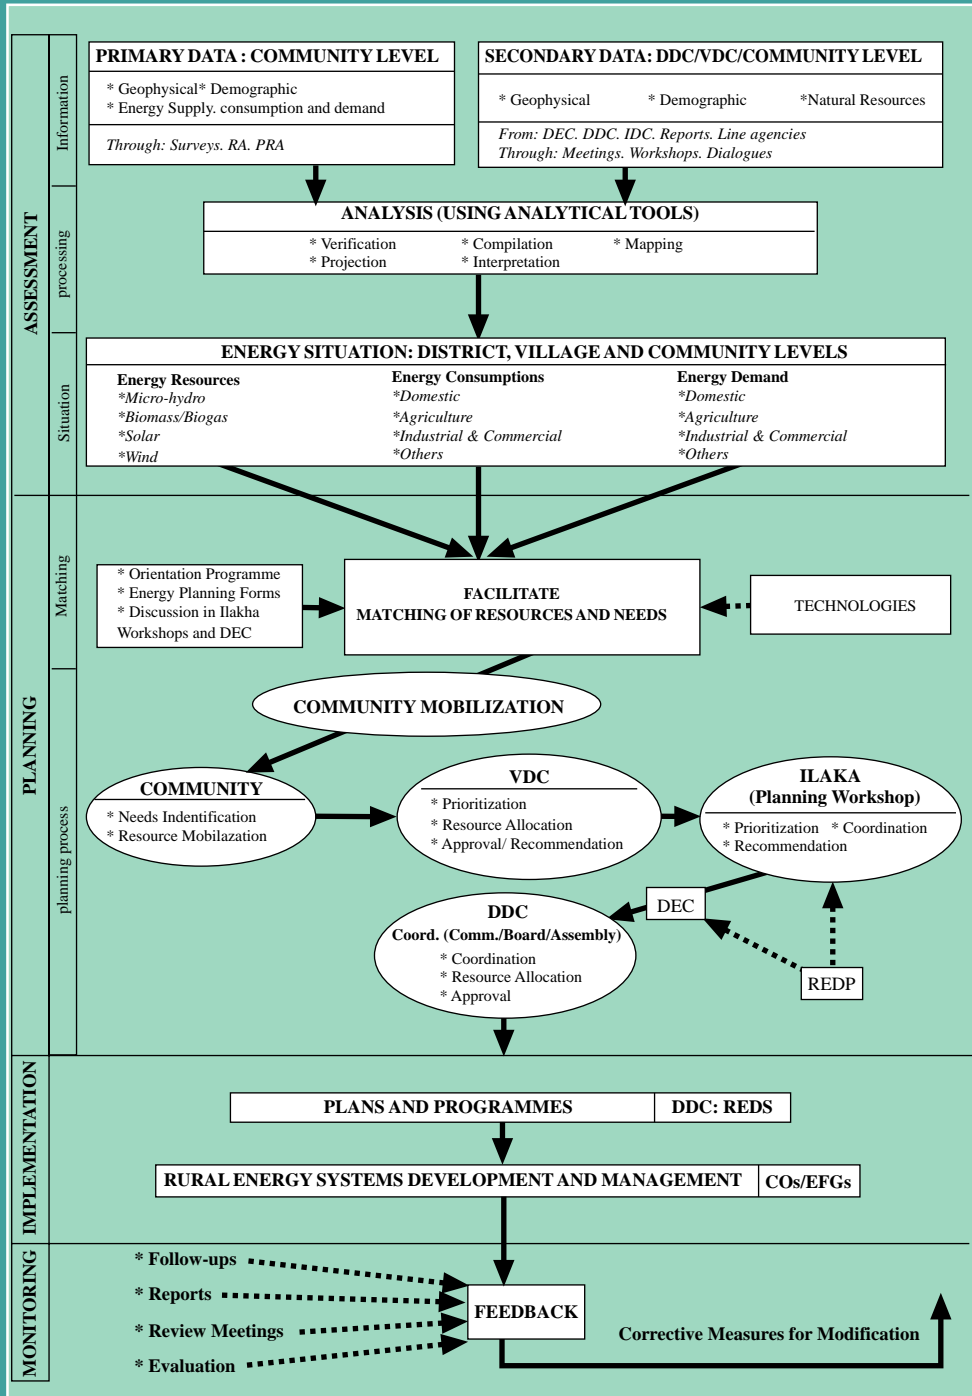 ASSESSMENT
Information
PRIMARY DATA : COMMUNITY LEVEL
* Geophysical* Demographic
* Energy Supply. consumption and demand
Through: Surveys. RA. PRA
SECONDARY DATA: DDC/VDC/COMMUNITY LEVEL
* Geophysical * Demographic *Natural Resources
From: DEC. DDC. IDC. Reports. Line agencies
Through: Meetings. Workshops. Dialogues
processing
ANALYSIS (USING ANALYTICAL TOOLS)
* Verification * Compilation * Mapping
* Projection * Interpretation
Situation
ENERGY SITUATION: DISTRICT, VILLAGE AND COMMUNITY LEVELS
Energy Resources
*Micro-hydro
*Biomass/Biogas
*Solar
*Wind
Energy Consumptions
*Domestic
*Agriculture
*Industrial & Commercial
*Others
Energy Demand
*Domestic
*Agriculture
*Industrial & Commercial
*Others
PLANNING
Matching
* Orientation Programme
* Energy Planning Forms
* Discussion in Ilakha
Workshops and DEC
FACILITATE
MATCHING OF RESOURCES AND NEEDS
TECHNOLOGIES
planning process
COMMUNITY MOBILIZATION
COMMUNITY
* Needs Indentification
* Resource Mobilazation
VDC
* Prioritization
* Resource Allocation
* Approval/ Recommendation
ILAKA
(Planning Workshop)
* Prioritization * Coordination
* Recommendation
DEC
REDP
DDC
Coord. (Comm./Board/Assembly)
* Coordination
* Resource Allocation
* Approval
IMPLEMENTATION
PLANS AND PROGRAMMES DDC: REDS
RURAL ENERGY SYSTEMS DEVELOPMENT AND MANAGEMENT COs/EFGs
MONITORING
* Follow-ups
* Reports
* Review Meetings
* Evaluation
FEEDBACK
Corrective Measures for Modification